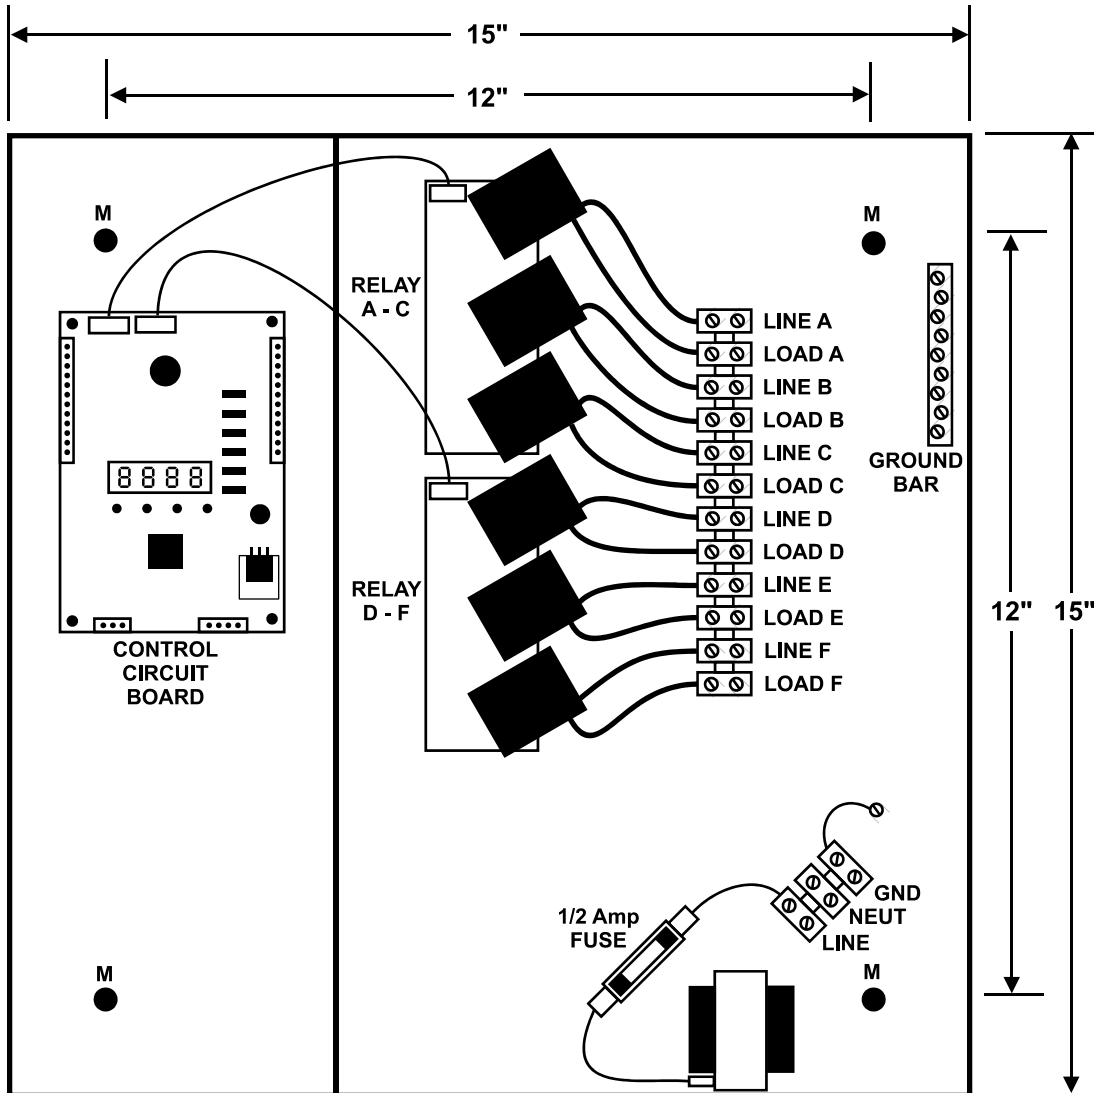 15"
12"
M
M
RELAY
A - C
LINE A
LOAD A
LINE B
LOAD B
LINE C
LOAD C
LINE D
LOAD D
LINE E
LOAD E
LINE F
LOAD F
GROUND
BAR
8888
RELAY
D - F
12"
15"
CONTROL
CIRCUIT
BOARD
1/2 Amp
FUSE
GND
NEUT
LINE
M
M